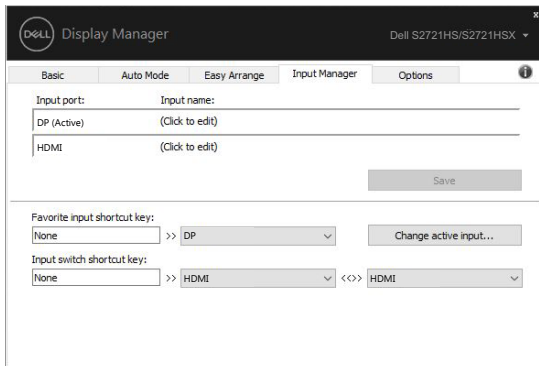 DELL Display Manager
x
Dell S2721HS/S2721HSX
Basic Auto Mode Easy Arrange Input Manager Options
Input port: Input name:
DP (Active) (Click to edit)
HDMI (Click to edit)
Save
Favorite input shortcut key:
None >> DP Change active input...
Input switch shortcut key:
None >> HDMI <<>> HDMI